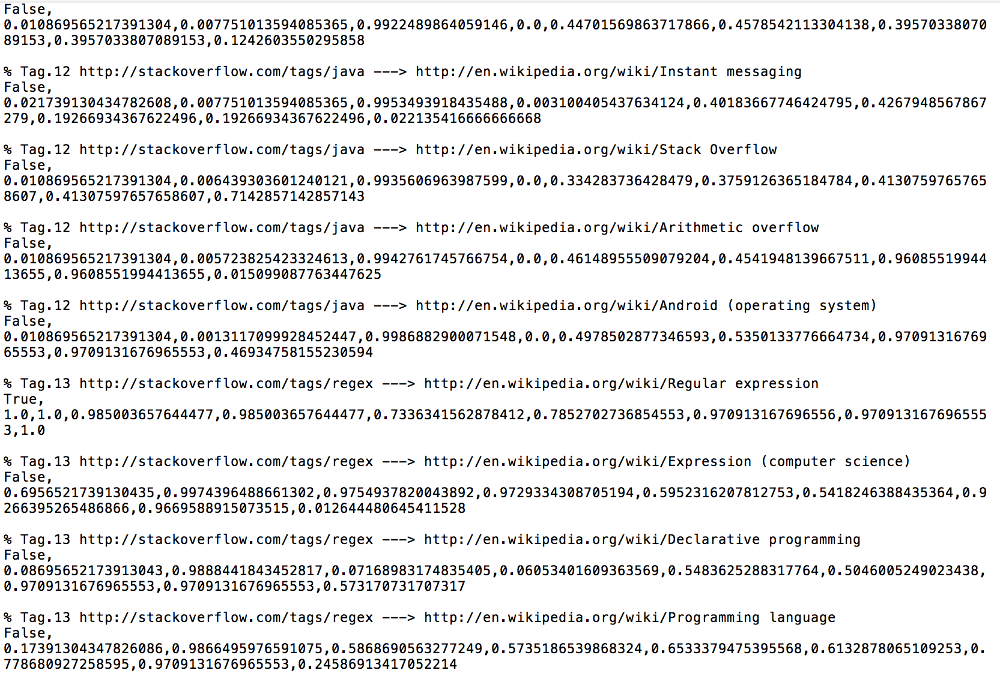 False,
0.010869565217391304,0.007751013594085365,0.9922489864059146,0.0,0.44701569863717866,0.4578542113304138,0.39570338070
89153,0.3957033807089153,0.1242603550295858
% Tag.12 http://stackoverflow.com/tags/java ---> http://en.wikipedia.org/wiki/Instant messaging
False,
0.021739130434782608,0.007751013594085365,0.9953493918435488,0.003100405437634124,0.40183667746424795,0.4267948567867
279,0.19266934367622496,0.19266934367622496,0.022135416666666668
% Tag.12 http://stackoverflow.com/tags/java ---> http://en.wikipedia.org/wiki/Stack Overflow
False,
0.010869565217391304,0.006439303601240121,0.9935606963987599,0.0,0.334283736428479,0.3759126365184784,0.4130759765765
8607,0.41307597657658607,0.7142857142857143
% Tag.12 http://stackoverflow.com/tags/java ---> http://en.wikipedia.org/wiki/Arithmetic overflow
False,
0.010869565217391304,0.005723825423324613,0.9942761745766754,0.0,0.46148955509079204,0.4541948139667511,0.96085519944
13655,0.9608551994413655,0.015099087763447625
% Tag.12 http://stackoverflow.com/tags/java ---> http://en.wikipedia.org/wiki/Android (operating system)
False,
0.010869565217391304,0.0013117099928452447,0.9986882900071548,0.0,0.4978502877346593,0.5350133776664734,0.97091316769
65553,0.9709131676965553,0.46934758155230594
% Tag.13 http://stackoverflow.com/tags/regex ---> http://en.wikipedia.org/wiki/Regular expression
True,
1.0,1.0,0.985003657644477,0.985003657644477,0.7336341562878412,0.7852702736854553,0.970913167696556,0.970913167696555
3,1.0
% Tag.13 http://stackoverflow.com/tags/regex ---> http://en.wikipedia.org/wiki/Expression (computer science)
False,
0.6956521739130435,0.9974396488661302,0.9754937820043892,0.9729334308705194,0.5952316207812753,0.5418246388435364,0.9
266395265486866,0.9669588915073515,0.012644480645411528
% Tag.13 http://stackoverflow.com/tags/regex ---> http://en.wikipedia.org/wiki/Declarative programming
False,
0.08695652173913043,0.9888441843452817,0.07168983174835405,0.06053401609363569,0.5483625288317764,0.5046005249023438,
0.9709131676965553,0.9709131676965553,0.573170731707317
% Tag.13 http://stackoverflow.com/tags/regex ---> http://en.wikipedia.org/wiki/Programming language
False,
0.17391304347826086,0.9866495976591075,0.5868690563277249,0.5735186539868324,0.6533379475395568,0.6132878065109253,0.
778680927258595,0.9709131676965553,0.24586913417052214